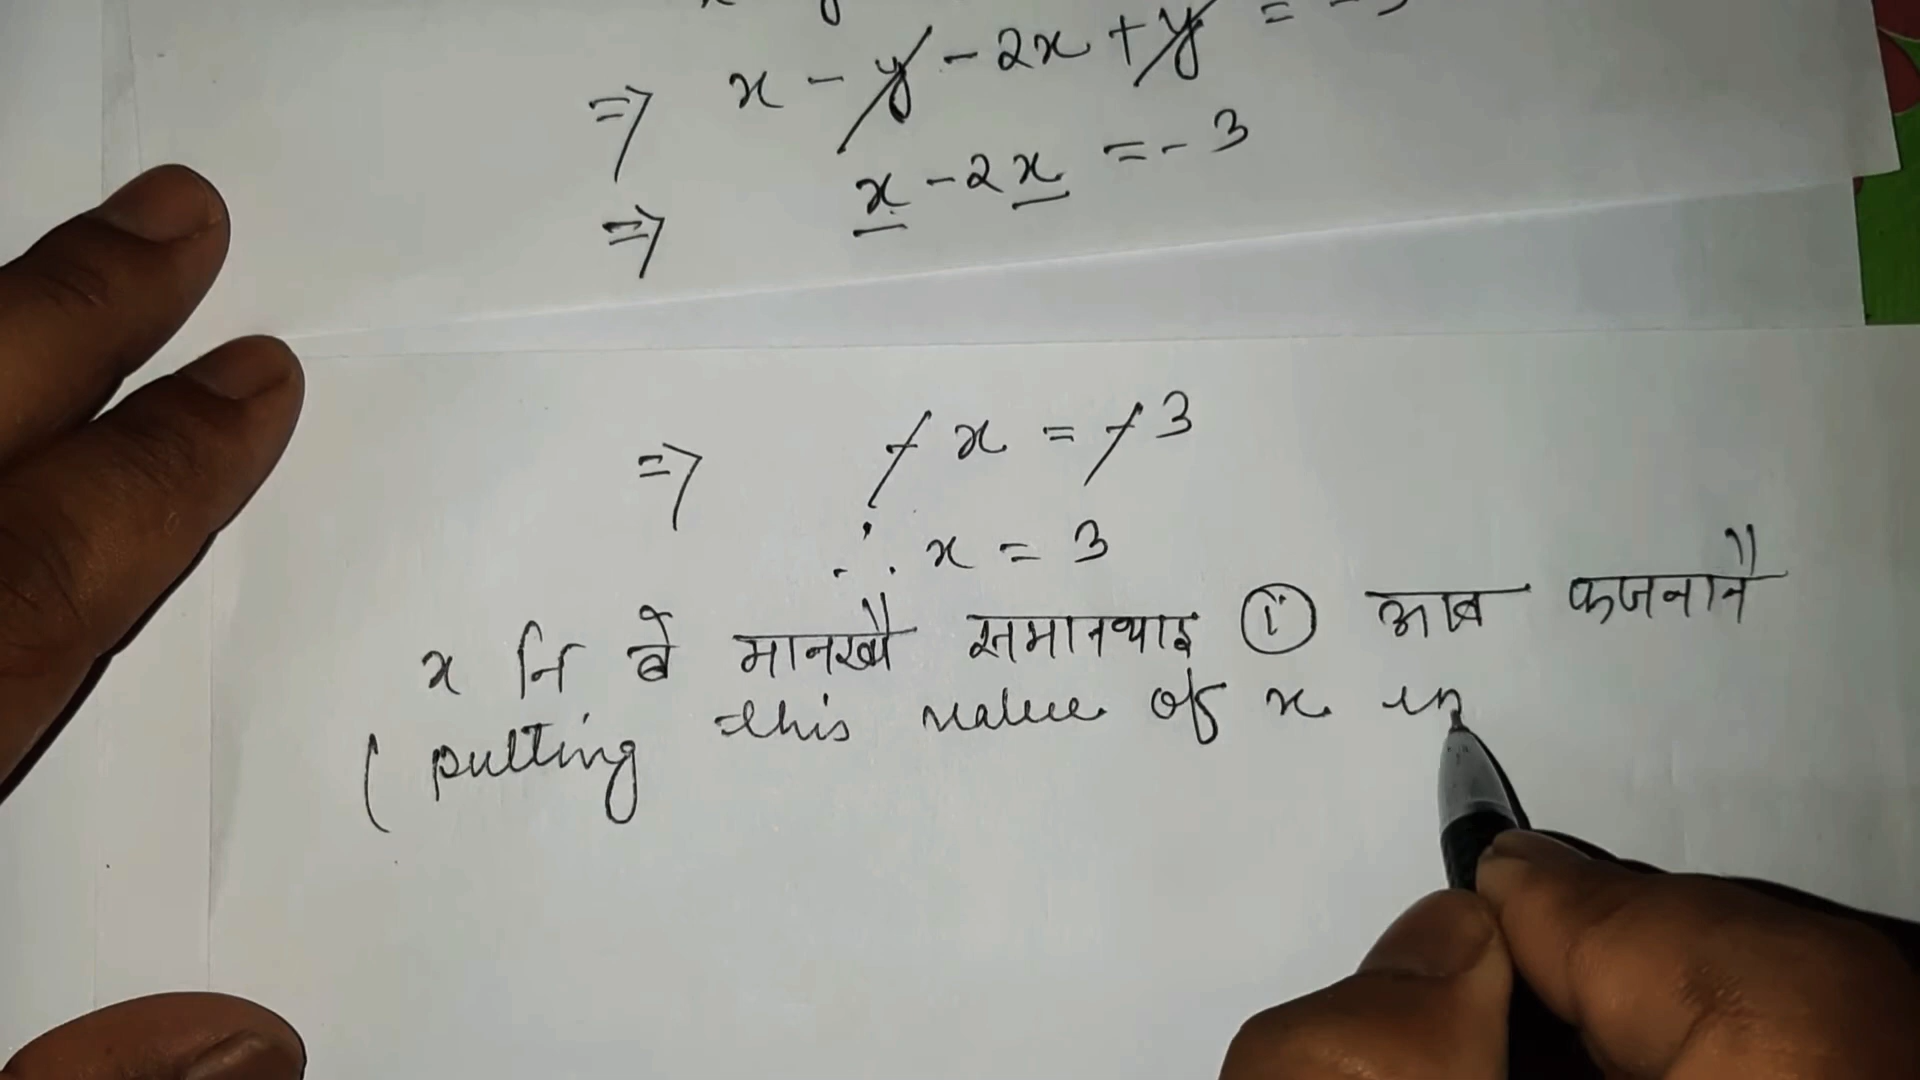 ⇒ x - y - 2x + y = -3
⇒ x - 2x = -3
⇒ -x = -3
∴ x = 3
x नि बे मानखौ समानथाइ (i) आव फजनानै
(putting this value of x in